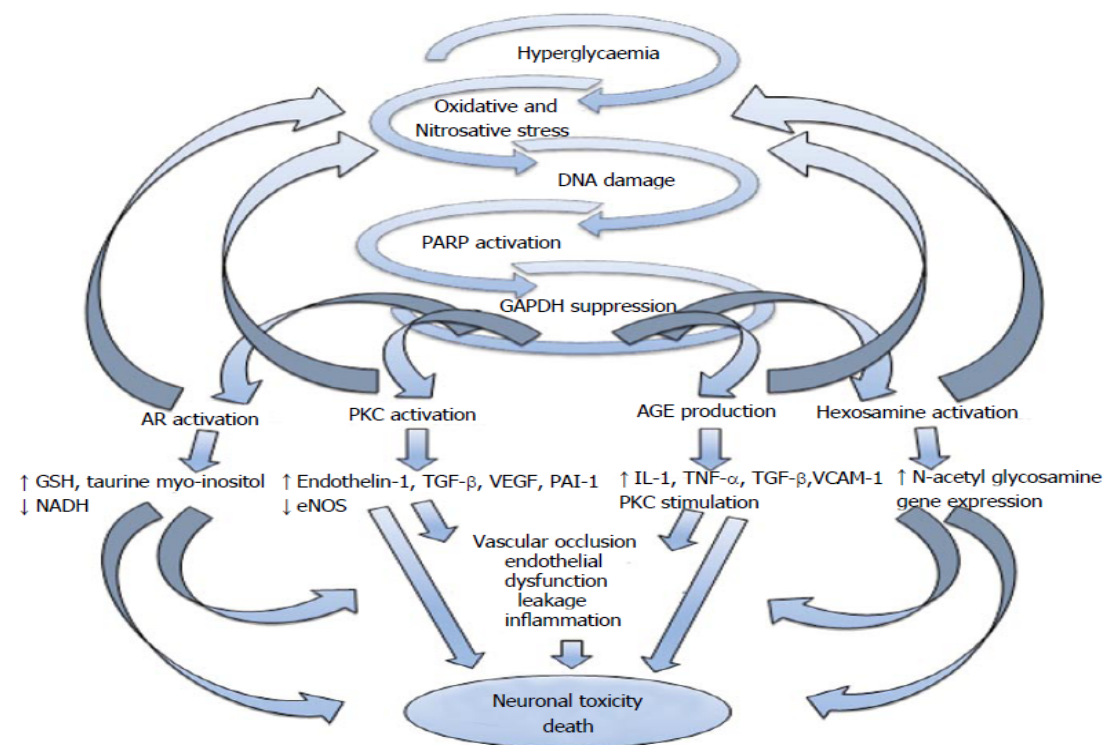 Hyperglycaemia
Oxidative and
Nitrosative stress
DNA damage
PARP activation
GAPDH suppression
AR activation
PKC activation
AGE production
Hexosamine activation
↑ GSH, taurine myo-inositol
↓ NADH
↑ Endothelin-1, TGF-β, VEGF, PAI-1
↓ eNOS
↑ IL-1, TNF-α, TGF-β,VCAM-1
PKC stimulation
↑ N-acetyl glycosamine
gene expression
Vascular occlusion
endothelial
dysfunction
leakage
inflammation
Neuronal toxicity
death